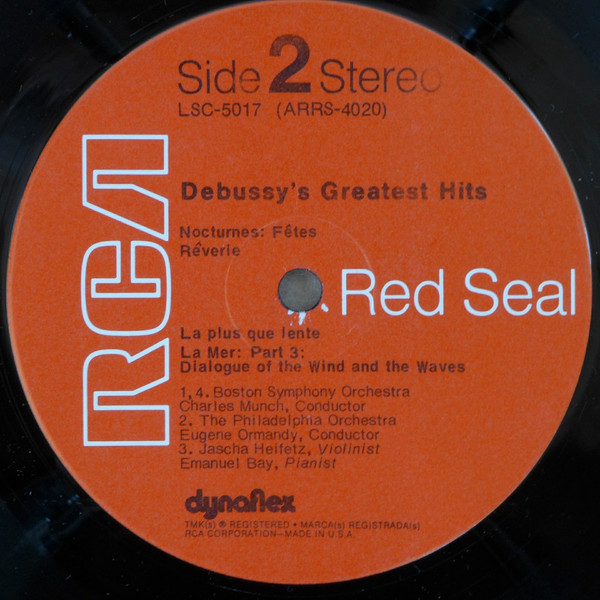 Side 2 Stereo
LSC-5017 (ARRS-4020)
RCA
Debussy's Greatest Hits
Nocturnes: Fêtes
Rêverie
Red Seal
La plus que lente
La Mer: Part 3:
Dialogue of the Wind and the Waves
1, 4. Boston Symphony Orchestra
Charles Munch, Conductor
2. The Philadelphia Orchestra
Eugene Ormandy, Conductor
3. Jascha Heifetz, Violinist
Emanuel Bay, Pianist
dynaflex
TMK(s) ® REGISTERED • MARCA(s) REGISTRADA(s)
RCA CORPORATION—MADE IN U.S.A.